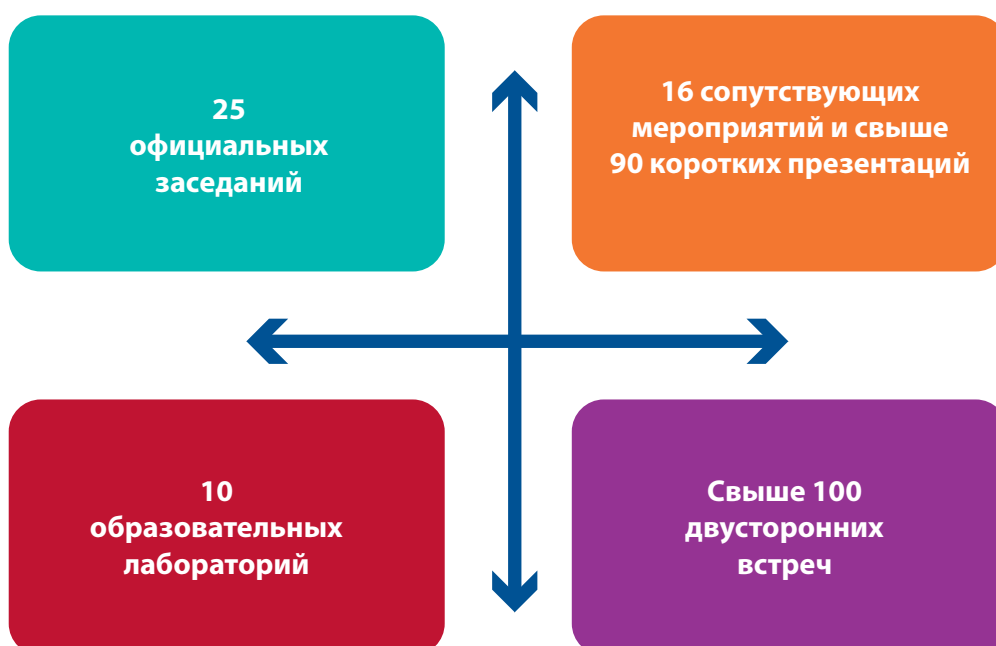 25
официальных
заседаний
16 сопутствующих
мероприятий и свыше
90 коротких презентаций
10
образовательных
лабораторий
Свыше 100
двусторонних
встреч